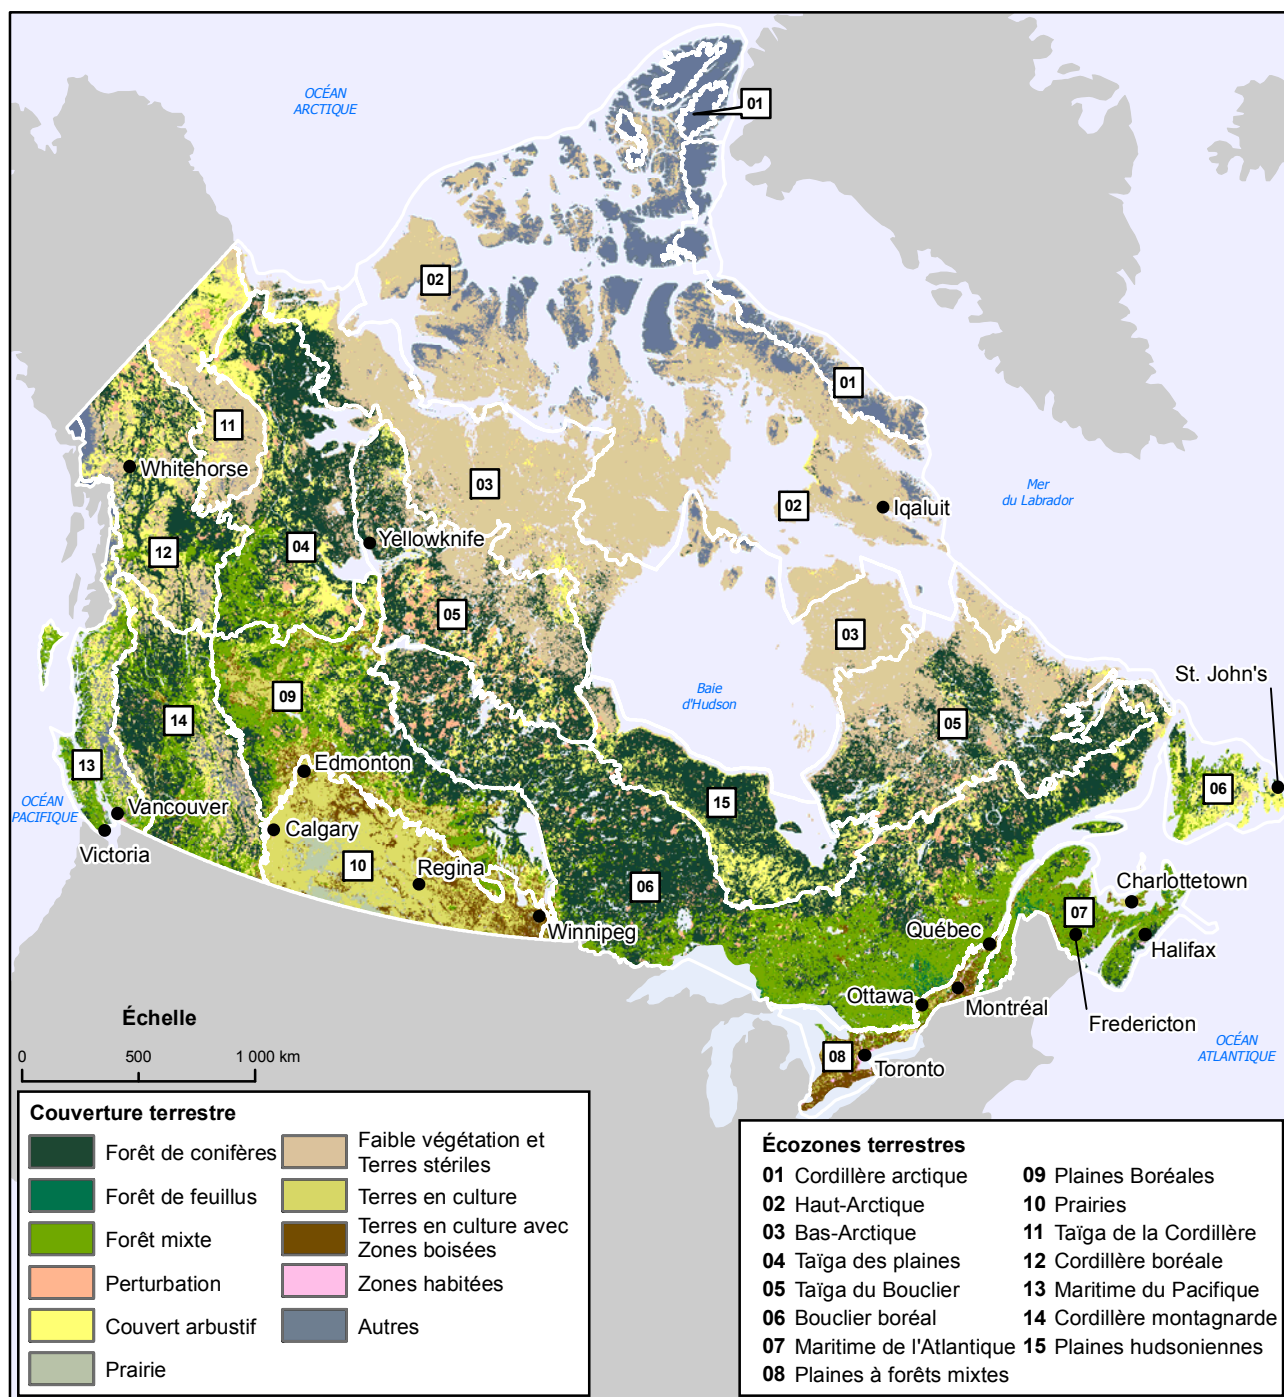 OCÉAN
ARCTIQUE
01
02
01
11
Whitehorse
03
02
Iqaluit
Mer
du Labrador
12
04
Yellowknife
05
03
St. John's
09
Baie
d'Hudson
14
05
13
Edmonton
06
OCÉAN
PACIFIQUE
Vancouver
15
Victoria
Calgary
10
Regina
06
Charlottetown
07
Winnipeg
Québec
Halifax
Ottawa
Montréal
Fredericton
Échelle
0 500 1 000 km
08
Toronto
OCÉAN
ATLANTIQUE
Couverture terrestre
Forêt de conifères
Forêt de feuillus
Forêt mixte
Perturbation
Couvert arbustif
Prairie
Faible végétation et
Terres stériles
Terres en culture
Terres en culture avec
Zones boisées
Zones habitées
Autres
Écozones terrestres
01 Cordillère arctique
02 Haut-Arctique
03 Bas-Arctique
04 Taïga des plaines
05 Taïga du Bouclier
06 Bouclier boréal
07 Maritime de l'Atlantique
08 Plaines à forêts mixtes
09 Plaines Boréales
10 Prairies
11 Taïga de la Cordillère
12 Cordillère boréale
13 Maritime du Pacifique
14 Cordillère montagnarde
15 Plaines hudsoniennes